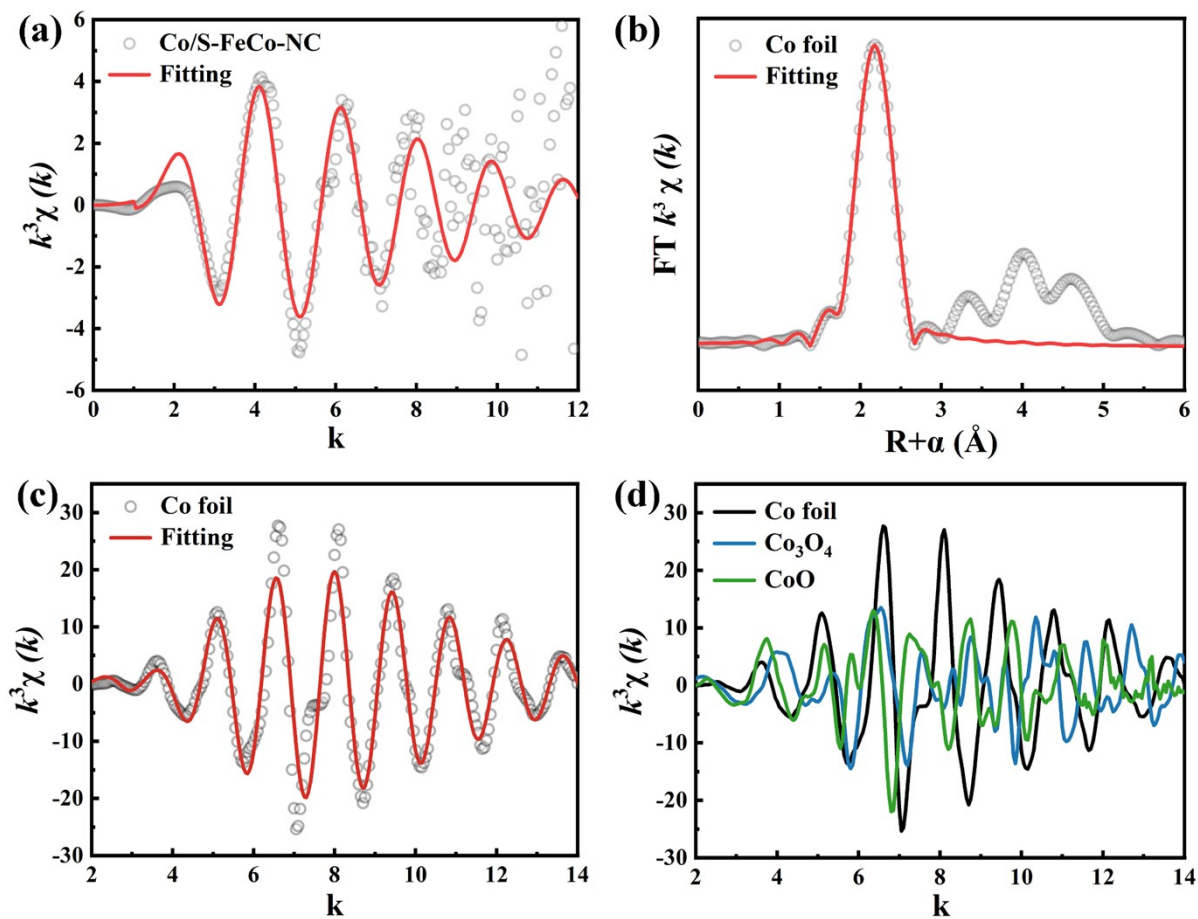 (a)
Co/S-FeCo-NC
Fitting
k³χ (k)
6
4
2
0
-2
-4
-6
0 2 4 6 8 10 12
k
(b)
Co foil
Fitting
FT k³ χ (k)
0 1 2 3 4 5 6
R+α (Å)
(c)
Co foil
Fitting
k³χ (k)
30
20
10
0
-10
-20
-30
2 4 6 8 10 12 14
k
(d)
Co foil
Co₃O₄
CoO
k³χ (k)
30
20
10
0
-10
-20
-30
2 4 6 8 10 12 14
k